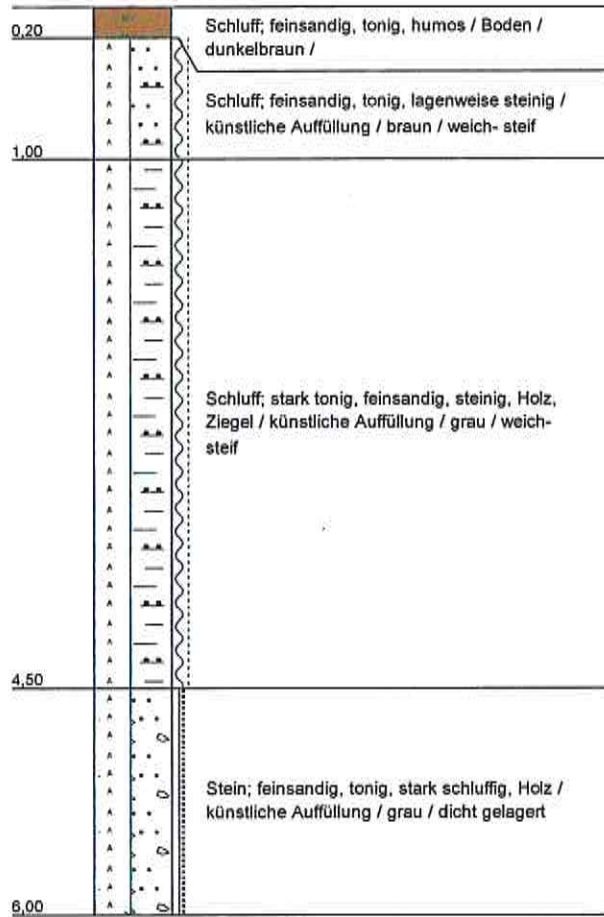 0,20
Schluff; feinsandig, tonig, humos / Boden /
dunkelbraun /
Schluff; feinsandig, tonig, lagenweise steinig /
künstliche Auffüllung / braun / weich- steif
1,00
Schluff; stark tonig, feinsandig, steinig, Holz,
Ziegel / künstliche Auffüllung / grau / weich-
steif
4,50
Stein; feinsandig, tonig, stark schluffig, Holz /
künstliche Auffüllung / grau / dicht gelagert
6,00